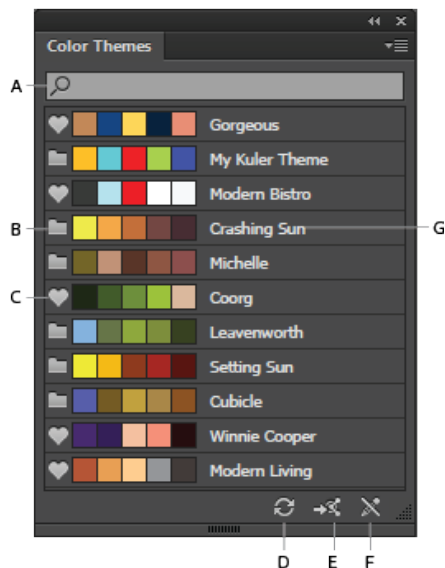 Color Themes
A
Gorgeous
My Kuler Theme
Modern Bistro
B
Crashing Sun
G
Michelle
C
Coorg
Leavenworth
Setting Sun
Cubicle
Winnie Cooper
Modern Living
D E F